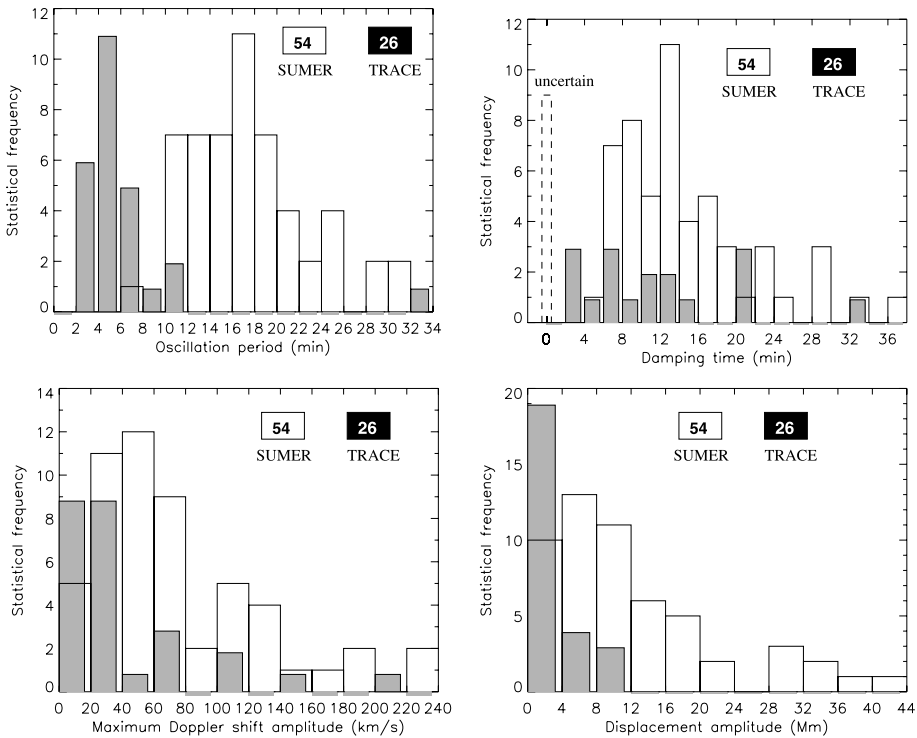 12
10
8
6
4
2
0
Statistical frequency
54 26
SUMER TRACE
0 2 4 6 8 10 12 14 16 18 20 22 24 26 28 30 32 34
Oscillation period (min)
12
10
8
6
4
2
0
Statistical frequency
uncertain
54 26
SUMER TRACE
0 4 8 12 16 20 24 28 32 36
Damping time (min)
14
12
10
8
6
4
2
0
Statistical frequency
54 26
SUMER TRACE
0 20 40 60 80 100 120 140 160 180 200 220 240
Maximum Doppler shift amplitude (km/s)
20
15
10
5
0
Statistical frequency
54 26
SUMER TRACE
0 4 8 12 16 20 24 28 32 36 40 44
Displacement amplitude (Mm)